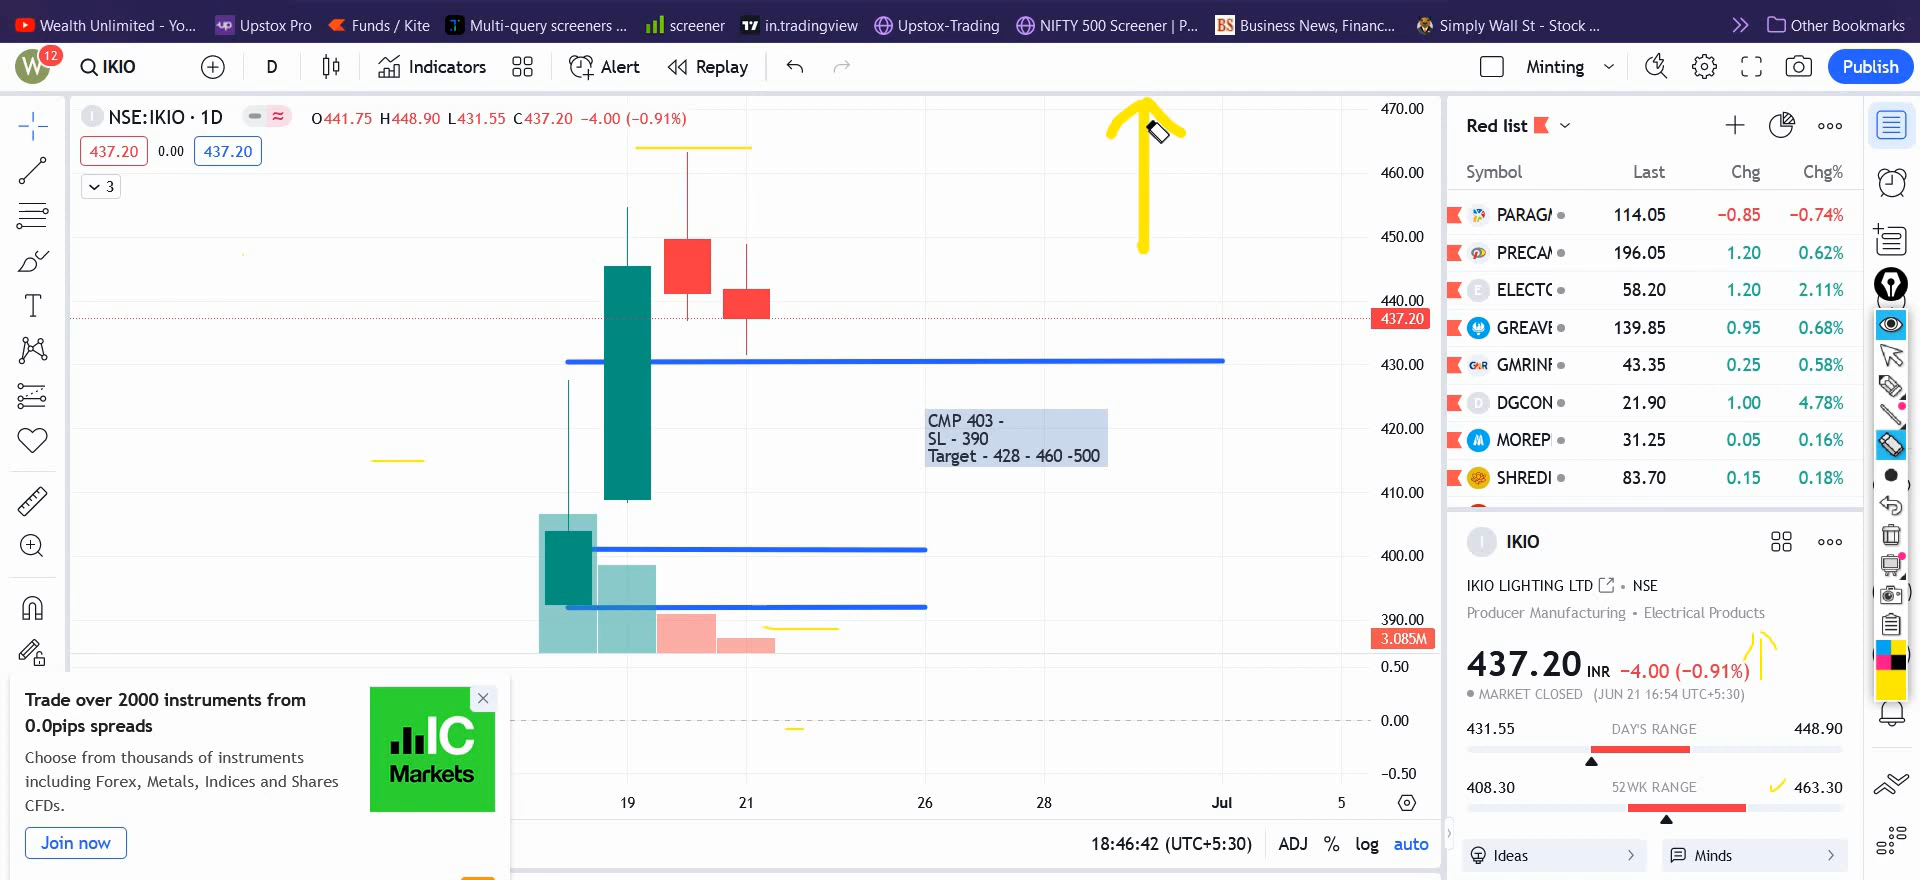 Wealth Unlimited - Yo...
Upstox Pro
Funds / Kite
Multi-query screeners ...
screener
in.tradingview
Upstox-Trading
NIFTY 500 Screener | P...
Business News, Financ...
Simply Wall St - Stock ...
Other Bookmarks
W 12
IKIO
D
Indicators
Alert
Replay
Minting
Publish
NSE:IKIO · 1D
O441.75 H448.90 L431.55 C437.20 −4.00 (−0.91%)
437.20 0.00 437.20
3
470.00
460.00
450.00
440.00
437.20
430.00
420.00
410.00
400.00
390.00
3.085M
0.50
0.00
−0.50
CMP 403 -
SL - 390
Target - 428 - 460 -500
19 21 26 28 Jul 5
18:46:42 (UTC+5:30) ADJ % log auto
Trade over 2000 instruments from
0.0pips spreads
Choose from thousands of instruments
including Forex, Metals, Indices and Shares
CFDs.
Join now
IC
Markets
Red list
Symbol Last Chg Chg%
PARAGM 114.05 −0.85 −0.74%
PRECAM 196.05 1.20 0.62%
E ELECTC 58.20 1.20 2.11%
GREAVE 139.85 0.95 0.68%
GMR GMRINF 43.35 0.25 0.58%
D DGCON 21.90 1.00 4.78%
MOREPE 31.25 0.05 0.16%
SHREDI 83.70 0.15 0.18%
I IKIO
IKIO LIGHTING LTD • NSE
Producer Manufacturing • Electrical Products
437.20 INR −4.00 (−0.91%)
MARKET CLOSED (JUN 21 16:54 UTC+5:30)
431.55 DAY'S RANGE 448.90
408.30 52WK RANGE 463.30
Ideas
Minds